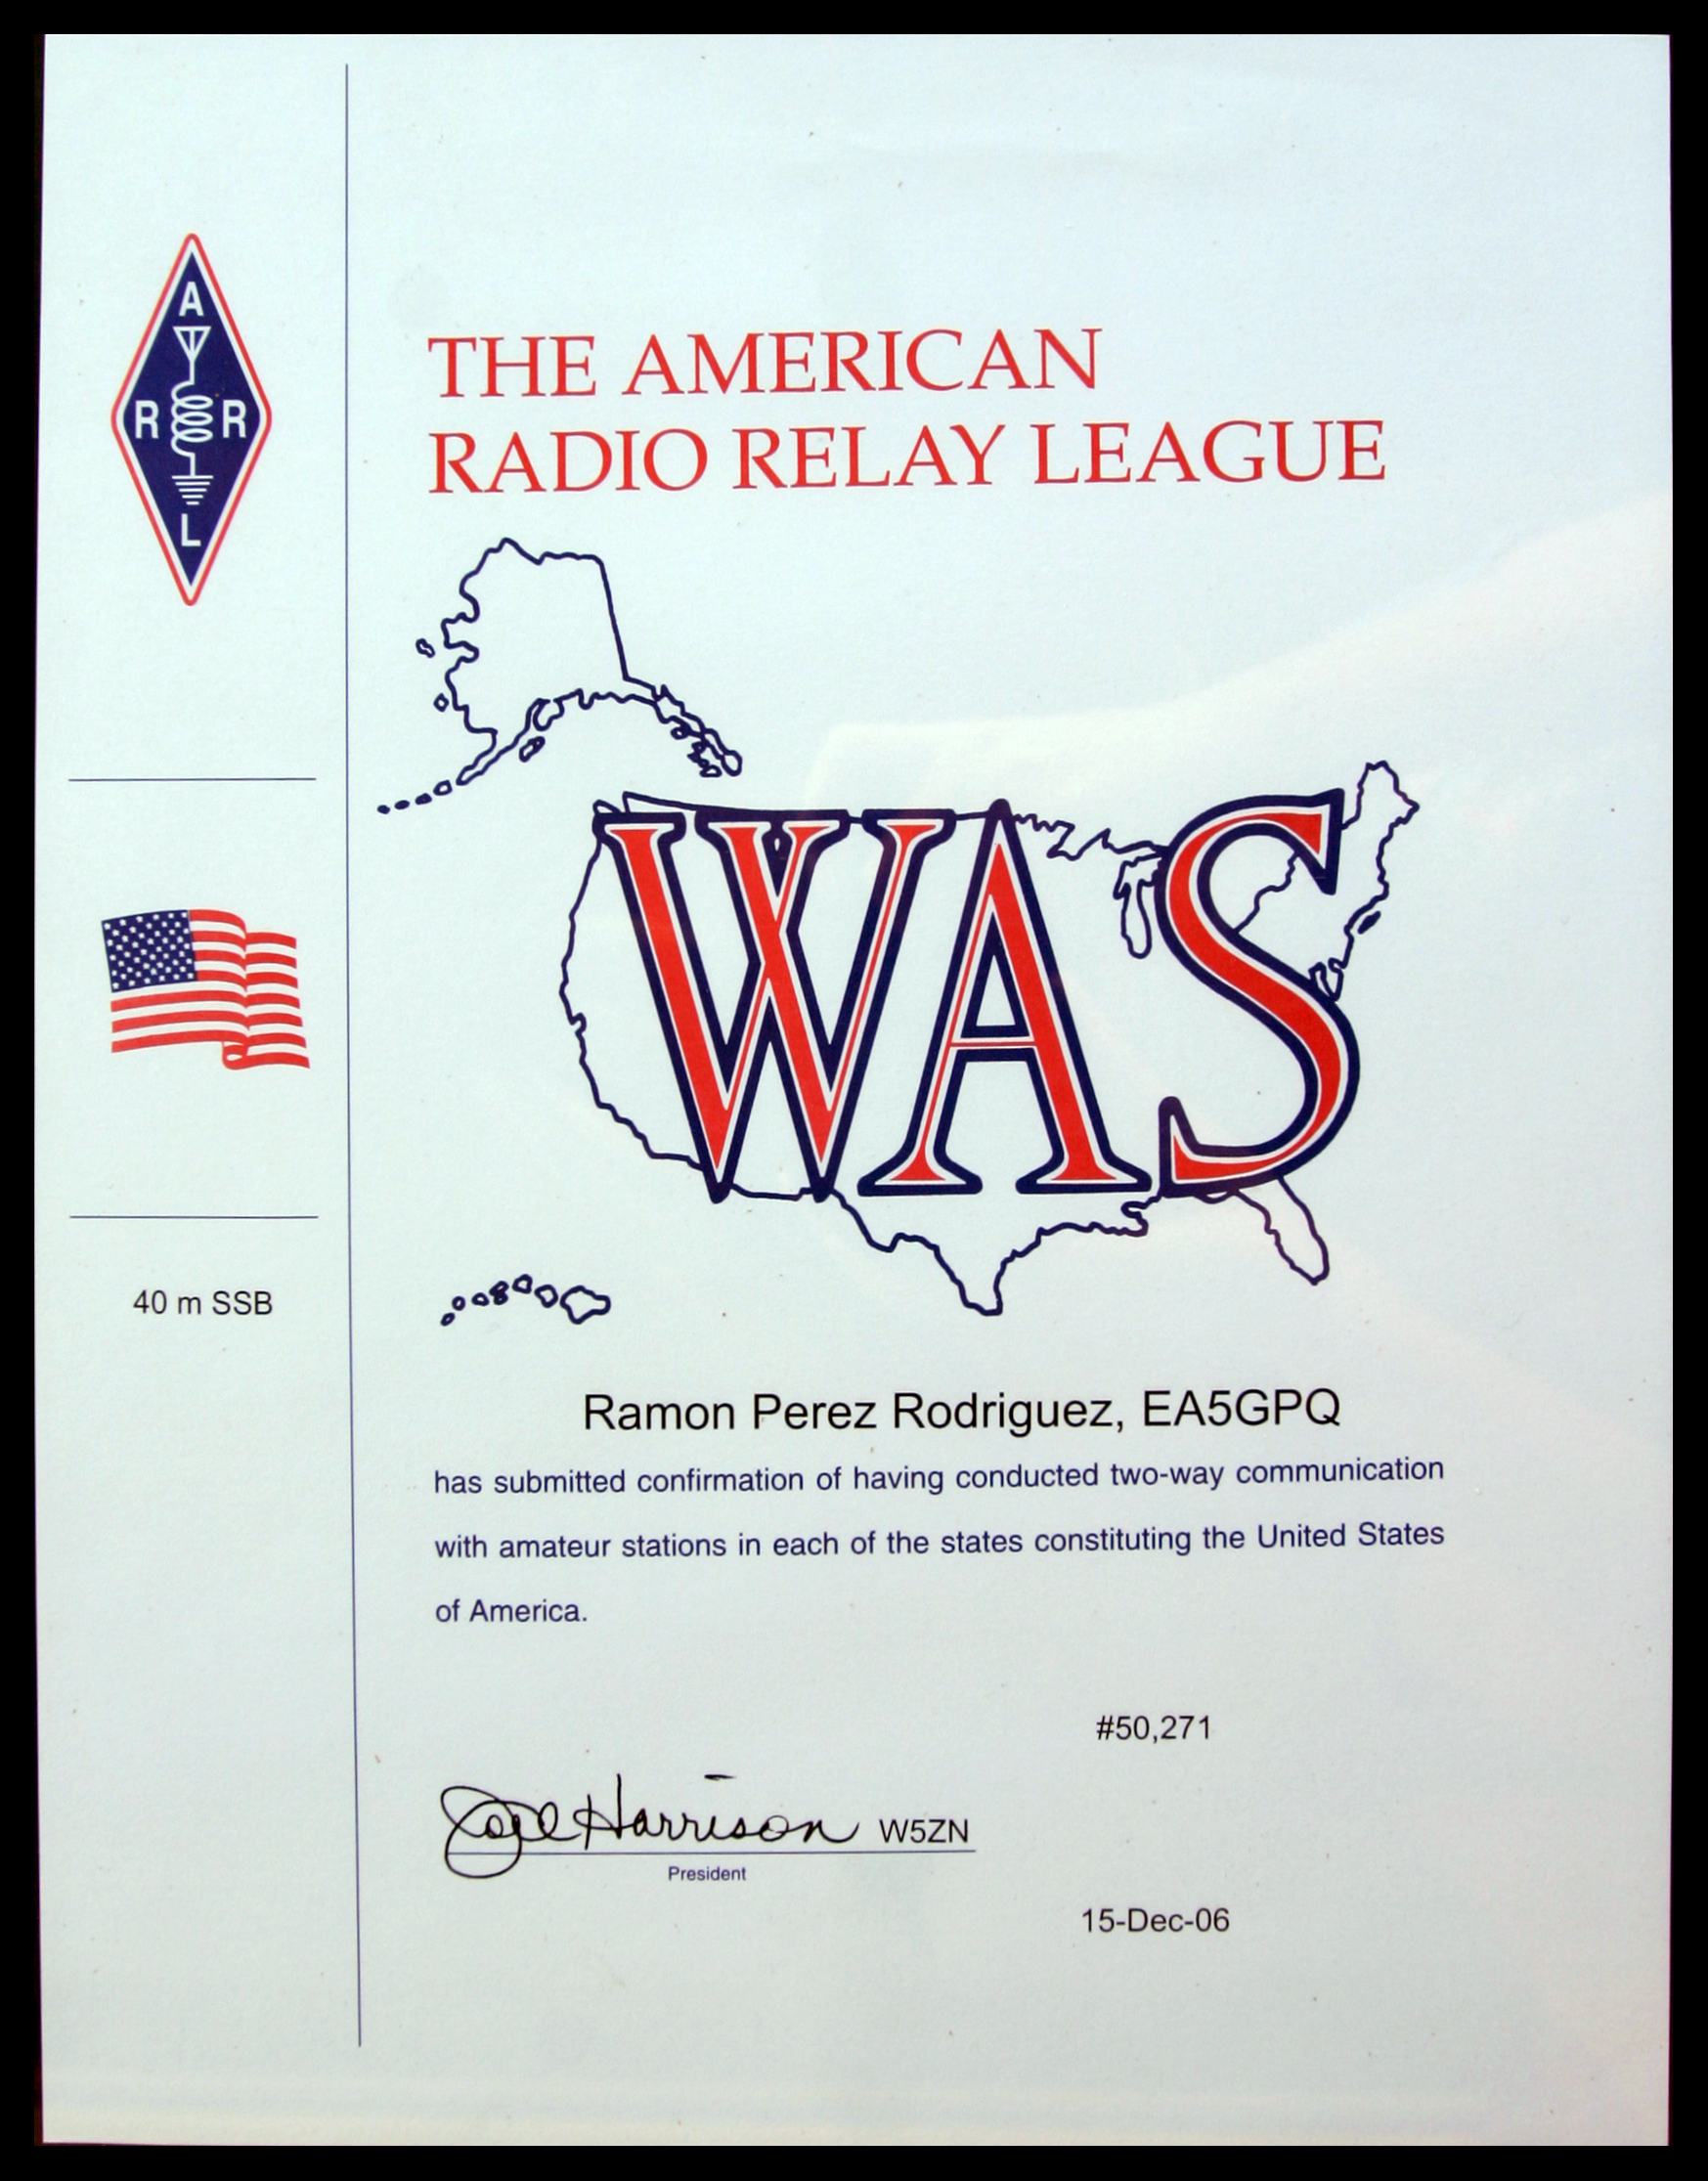 A
R R
L
THE AMERICAN
RADIO RELAY LEAGUE
WAS
40 m SSB
Ramon Perez Rodriguez, EA5GPQ
has submitted confirmation of having conducted two-way communication
with amateur stations in each of the states constituting the United States
of America.
#50,271
Joel Harrison W5ZN
President
15-Dec-06